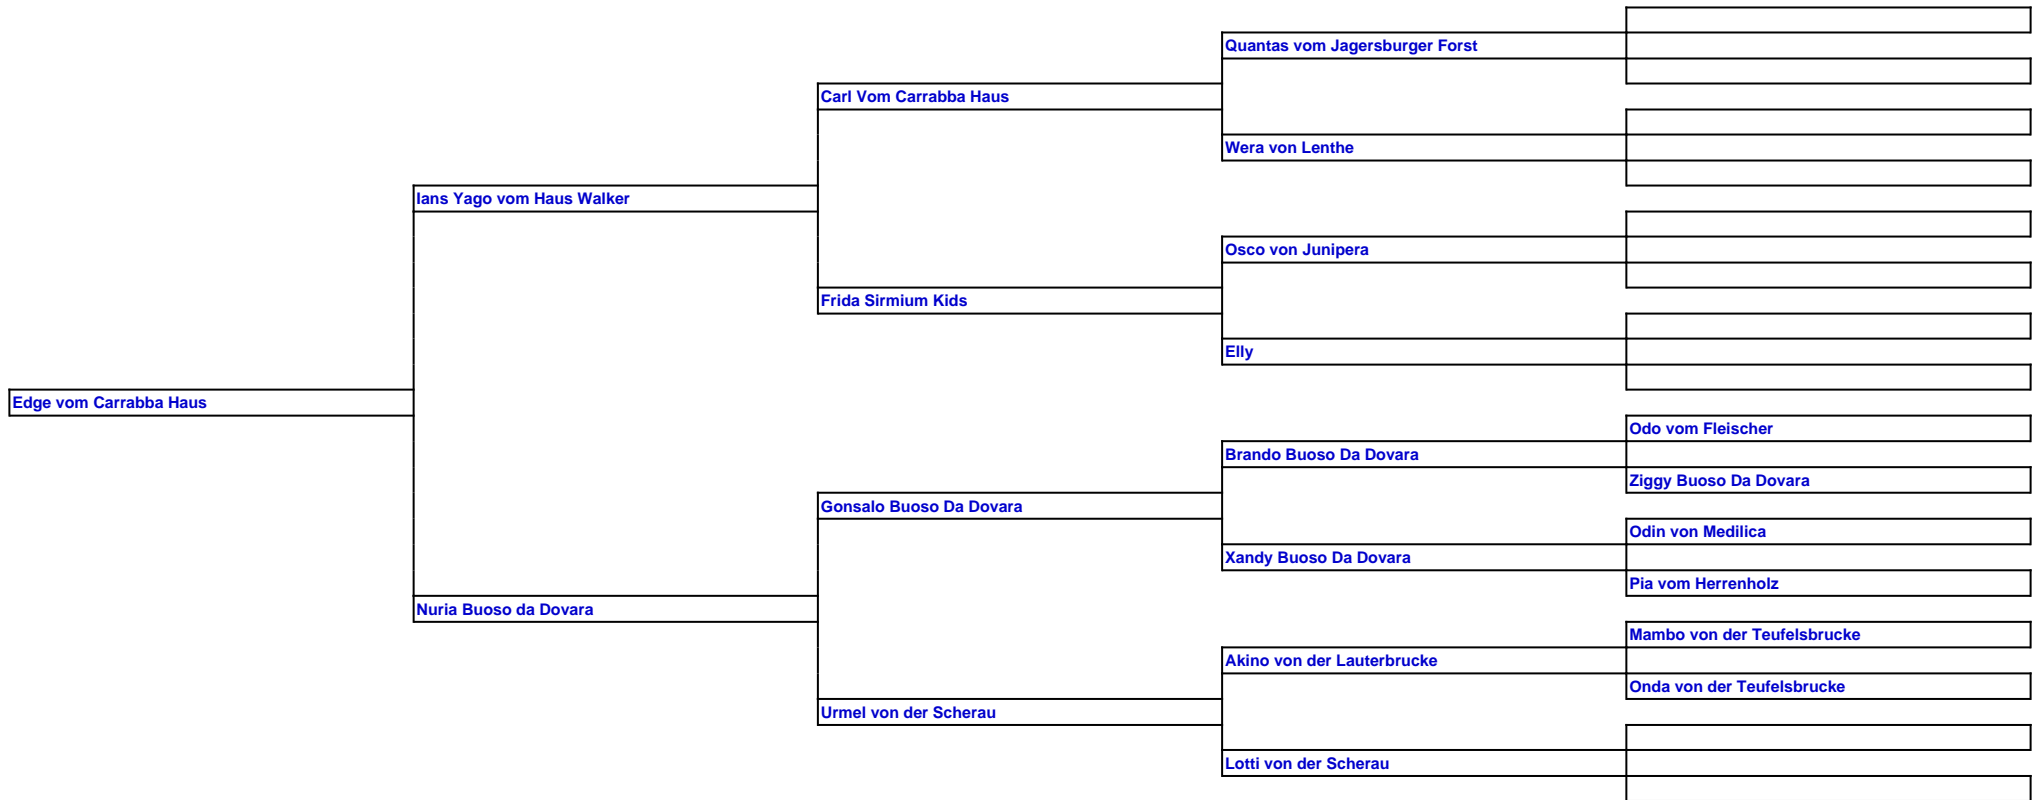 Quantas vom Jagersburger Forst
Carl Vom Carrabba Haus
Wera von Lenthe
Ians Yago vom Haus Walker
Osco von Junipera
Frida Sirmium Kids
Elly
Edge vom Carrabba Haus
Odo vom Fleischer
Brando Buoso Da Dovara
Ziggy Buoso Da Dovara
Gonsalo Buoso Da Dovara
Odin von Medilica
Xandy Buoso Da Dovara
Pia vom Herrenholz
Nuria Buoso da Dovara
Mambo von der Teufelsbrucke
Akino von der Lauterbrucke
Onda von der Teufelsbrucke
Urmel von der Scherau
Lotti von der Scherau